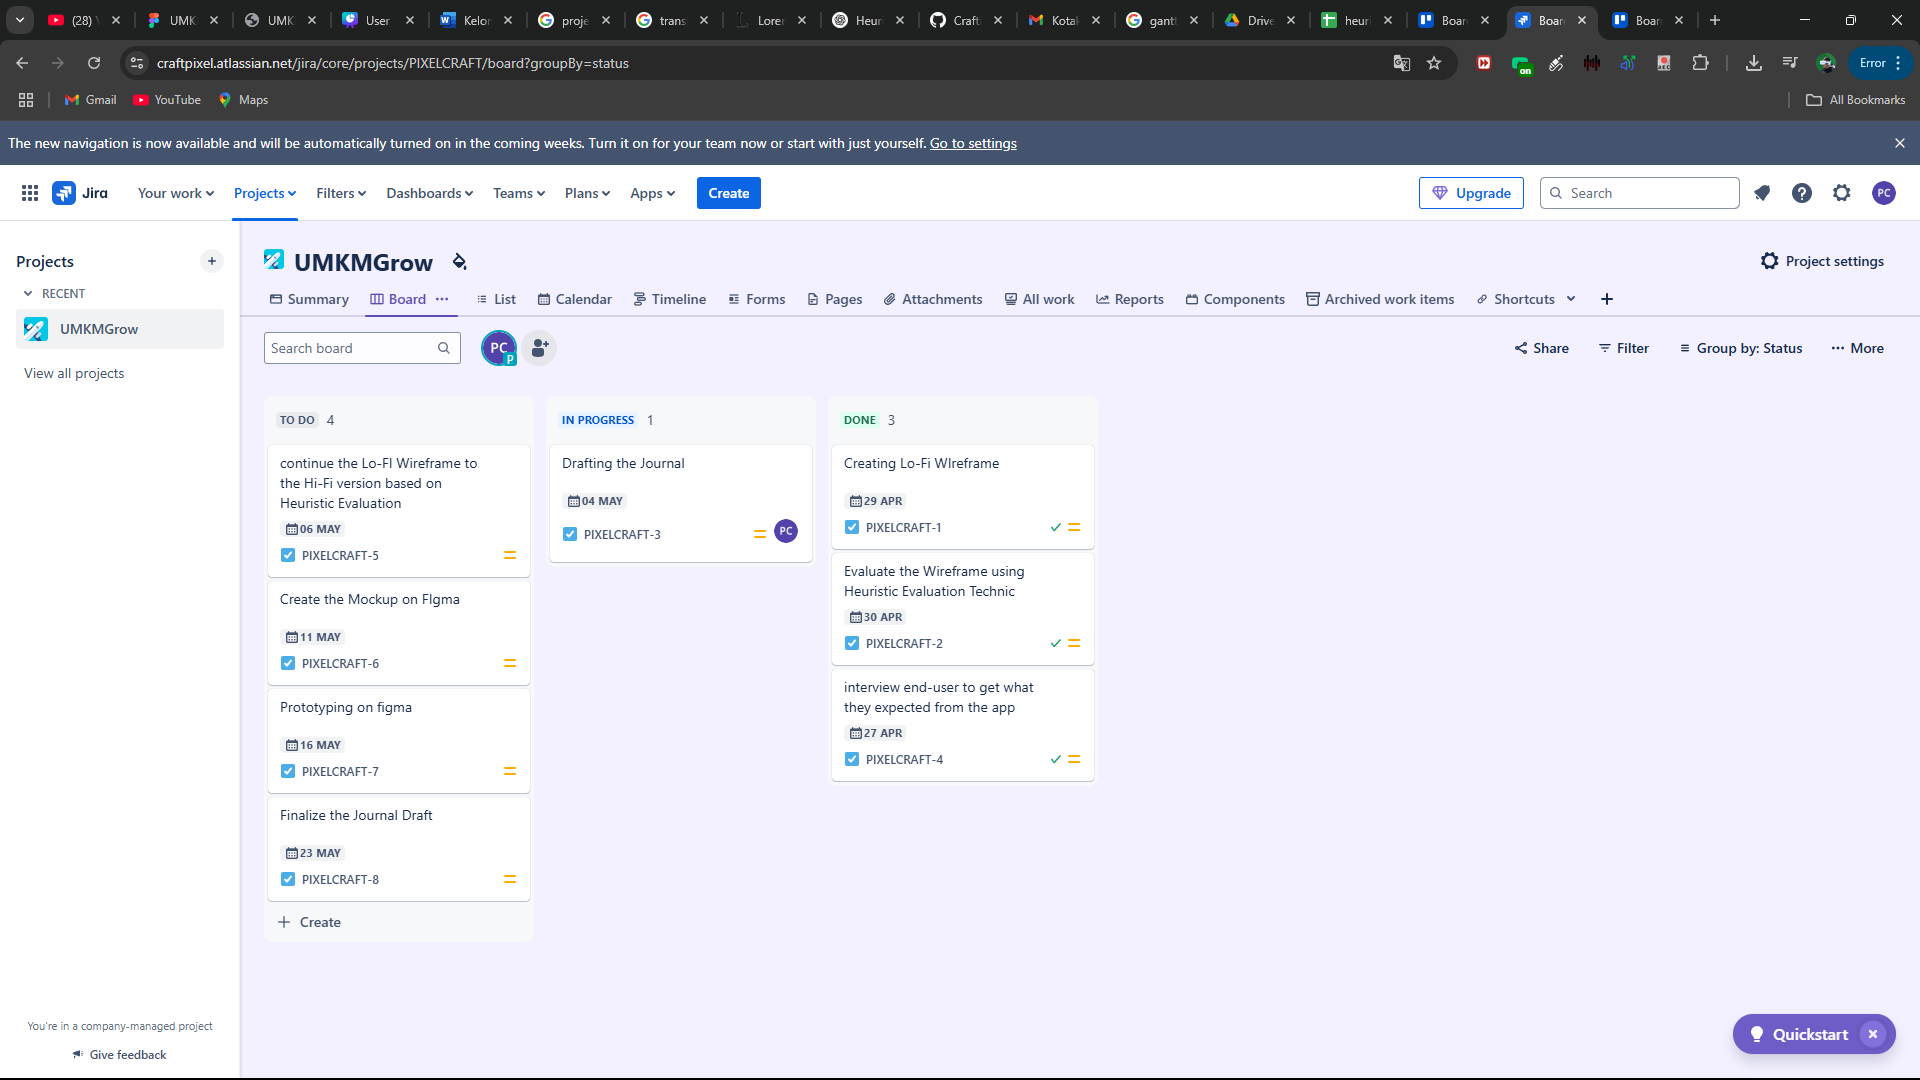 (28) Y
UMK
UMK
User
Kelor
proje
trans
Lorer
Heuri
Crafti
Kotak
gantt
Drive
heuri
Boar
Boar
Boar
craftpixel.atlassian.net/jira/core/projects/PIXELCRAFT/board?groupBy=status
on
Error
Gmail
YouTube
Maps
All Bookmarks
The new navigation is now available and will be automatically turned on in the coming weeks. Turn it on for your team now or start with just yourself. Go to settings
Jira
Your work
Projects
Filters
Dashboards
Teams
Plans
Apps
Create
Upgrade
Search
PC
Projects
RECENT
UMKMGrow
View all projects
You're in a company-managed project
Give feedback
UMKMGrow
Project settings
Summary
Board
List
Calendar
Timeline
Forms
Pages
Attachments
All work
Reports
Components
Archived work items
Shortcuts
Search board
PC
P
Share
Filter
Group by: Status
More
TO DO 4
continue the Lo-FI Wireframe to
the Hi-Fi version based on
Heuristic Evaluation
06 MAY
PIXELCRAFT-5
Create the Mockup on FIgma
11 MAY
PIXELCRAFT-6
Prototyping on figma
16 MAY
PIXELCRAFT-7
Finalize the Journal Draft
23 MAY
PIXELCRAFT-8
Create
IN PROGRESS 1
Drafting the Journal
04 MAY
PIXELCRAFT-3
PC
DONE 3
Creating Lo-Fi WIreframe
29 APR
PIXELCRAFT-1
Evaluate the Wireframe using
Heuristic Evaluation Technic
30 APR
PIXELCRAFT-2
interview end-user to get what
they expected from the app
27 APR
PIXELCRAFT-4
Quickstart